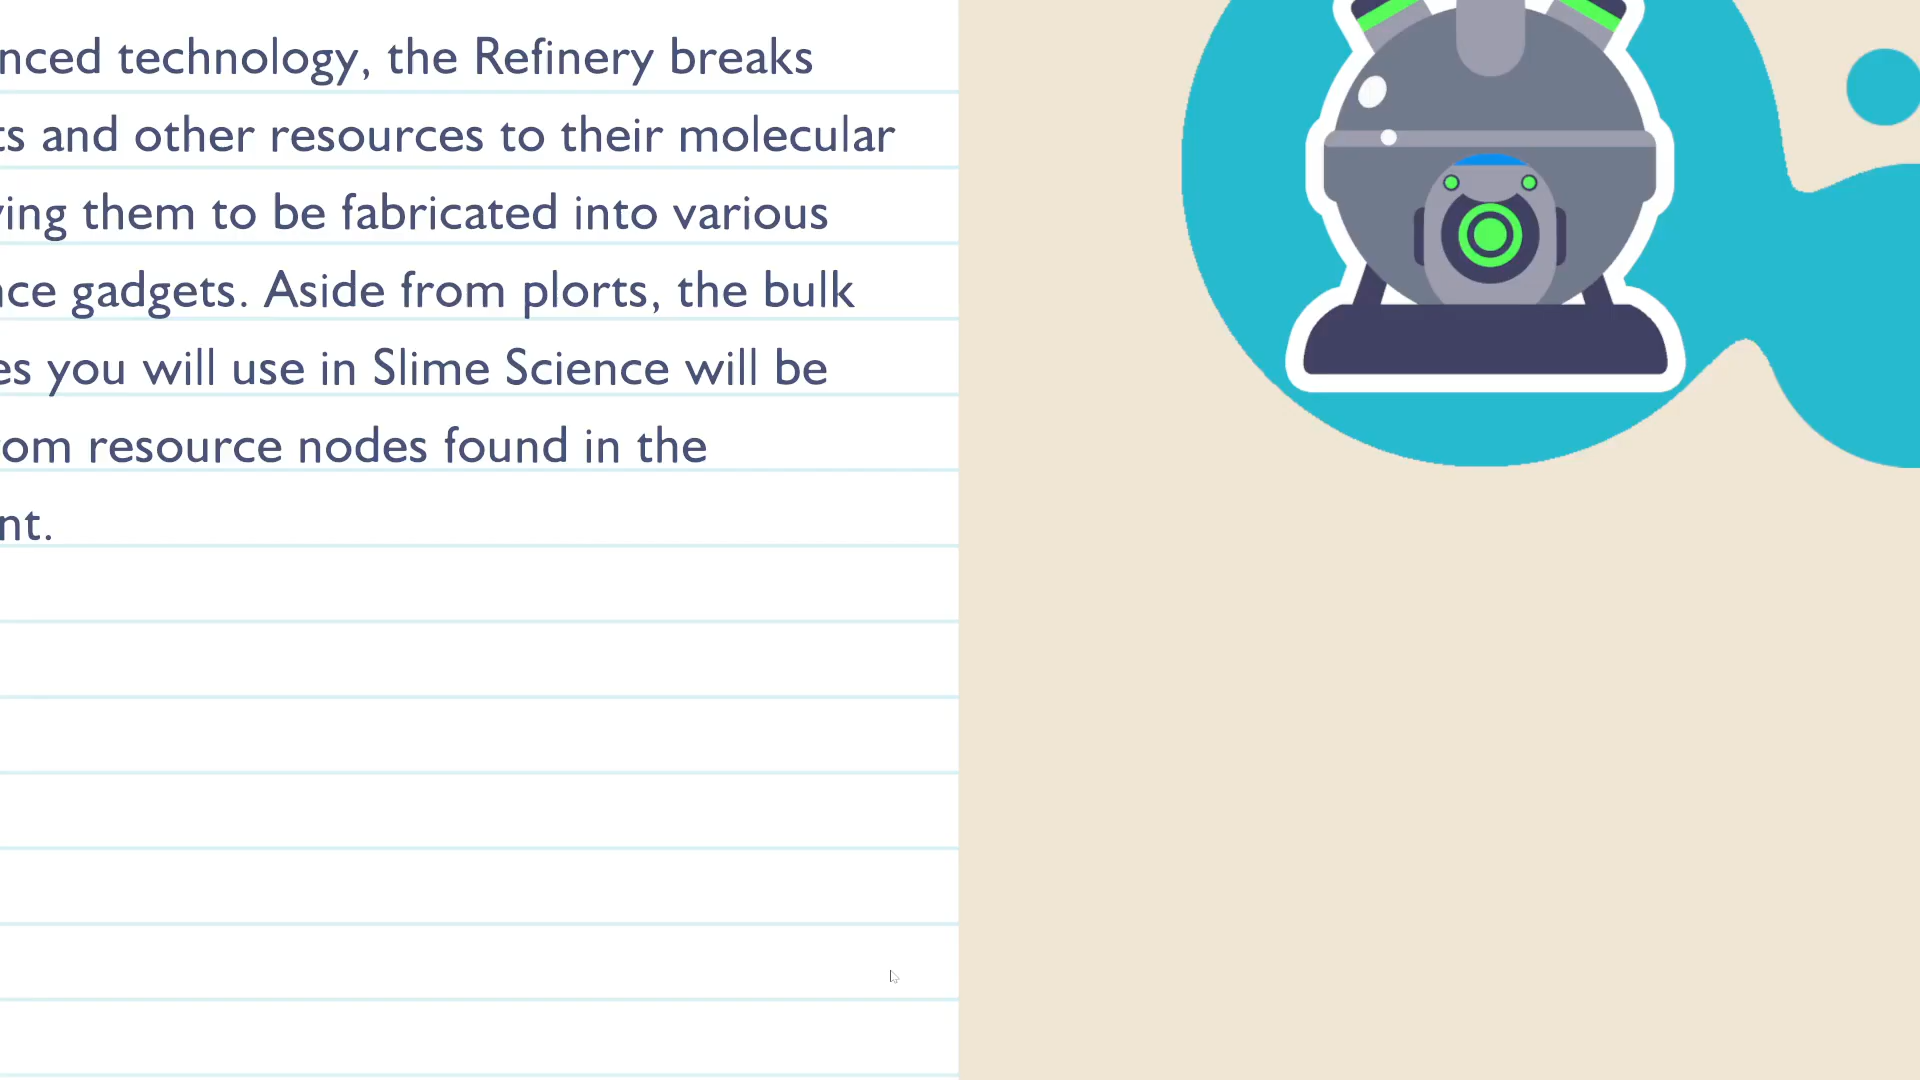 nced technology, the Refinery breaks
ts and other resources to their molecular
ving them to be fabricated into various
nce gadgets. Aside from plorts, the bulk
es you will use in Slime Science will be
om resource nodes found in the
nt.